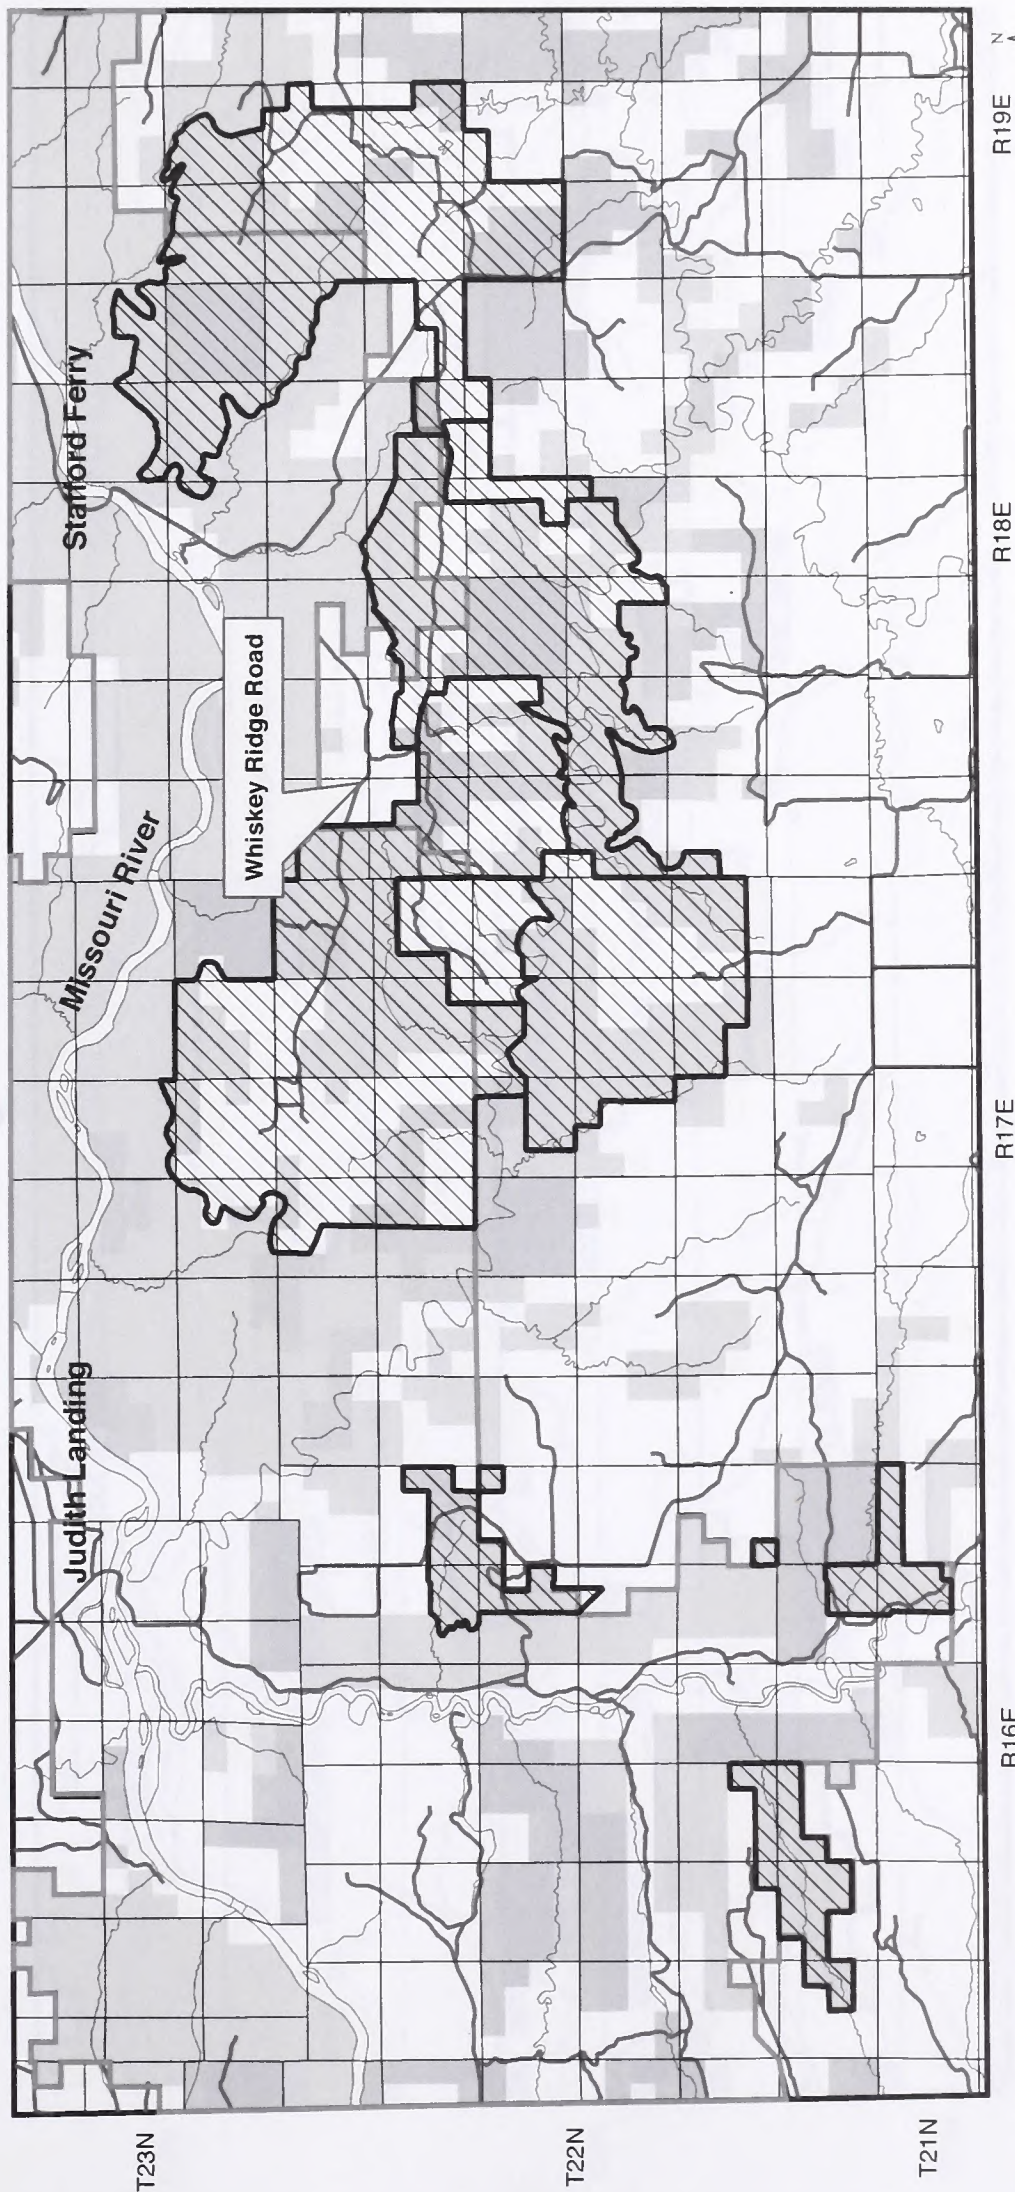 Judith Landing
Missouri River
Stafford Ferry
Whiskey Ridge Road
T23N
T22N
T21N
R16E
R17E
R18E
R19E
N